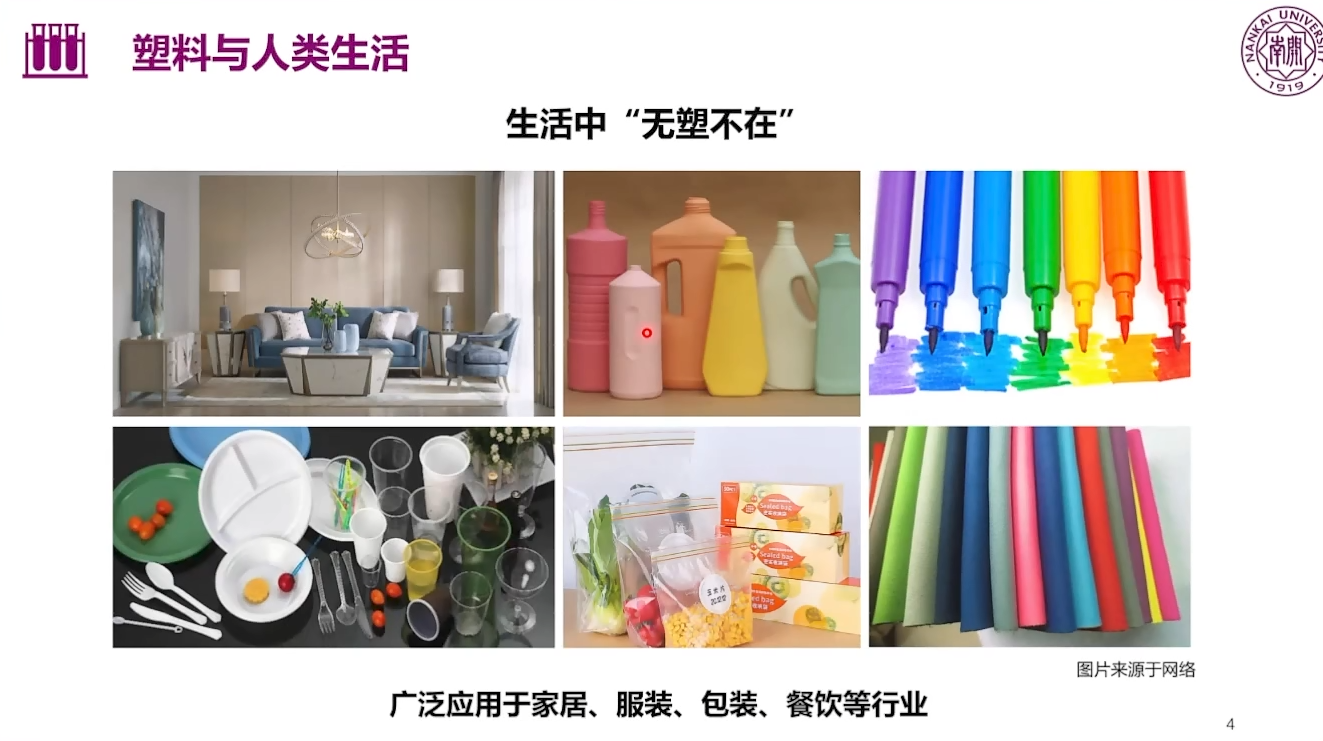 塑料与人类生活
NANKAI UNIVERSITY
南開
1919
生活中“无塑不在”
Sealed bag
Sealed bag
图片来源于网络
广泛应用于家居、服装、包装、餐饮等行业
4